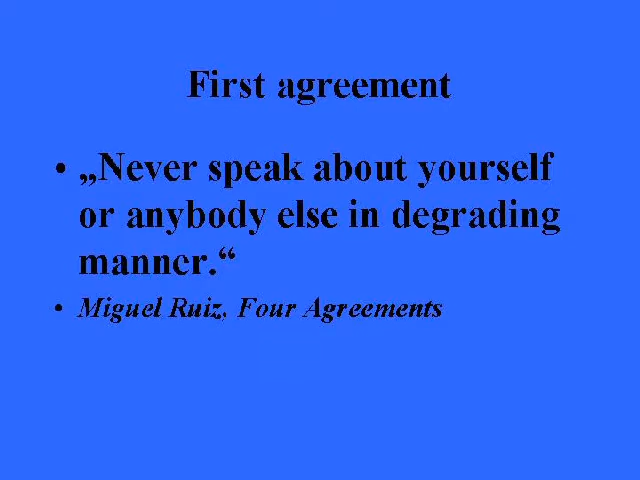 First agreement
• „Never speak about yourself
or anybody else in degrading
manner.“
• Miguel Ruiz, Four Agreements